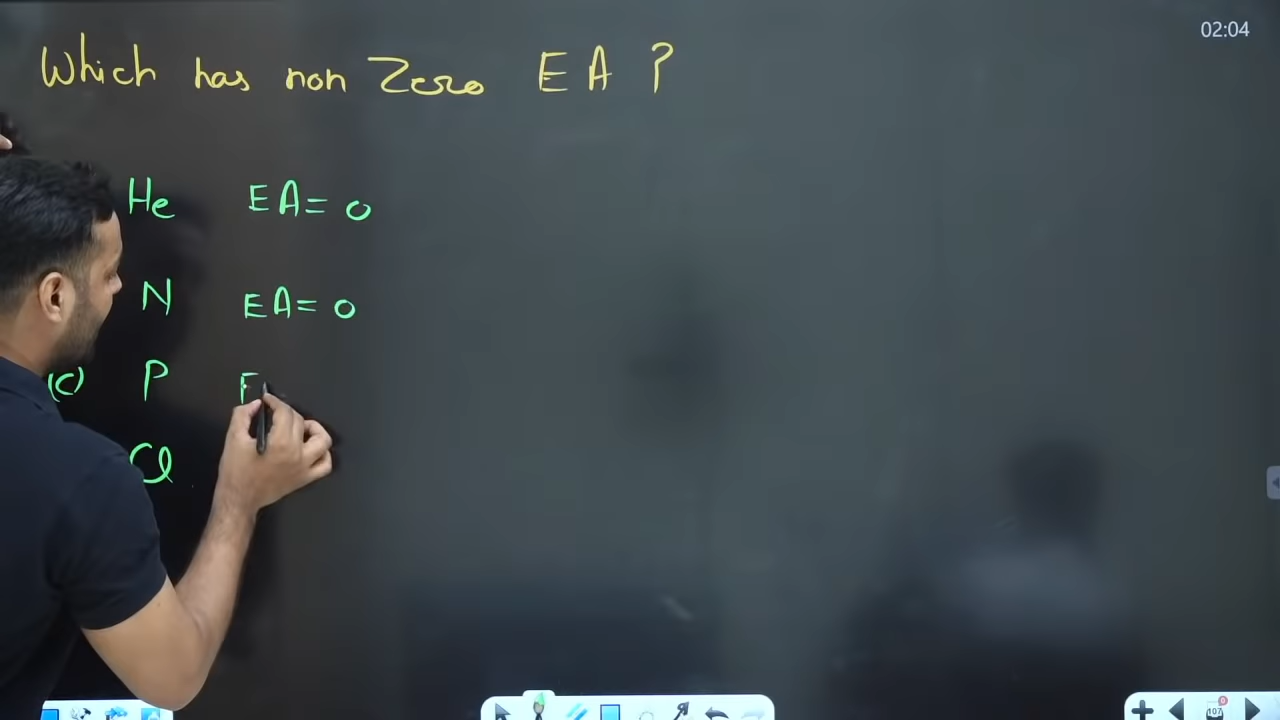 02:04
Which has non Zero EA ?
He EA= 0
N EA= 0
(C) P E
Cl